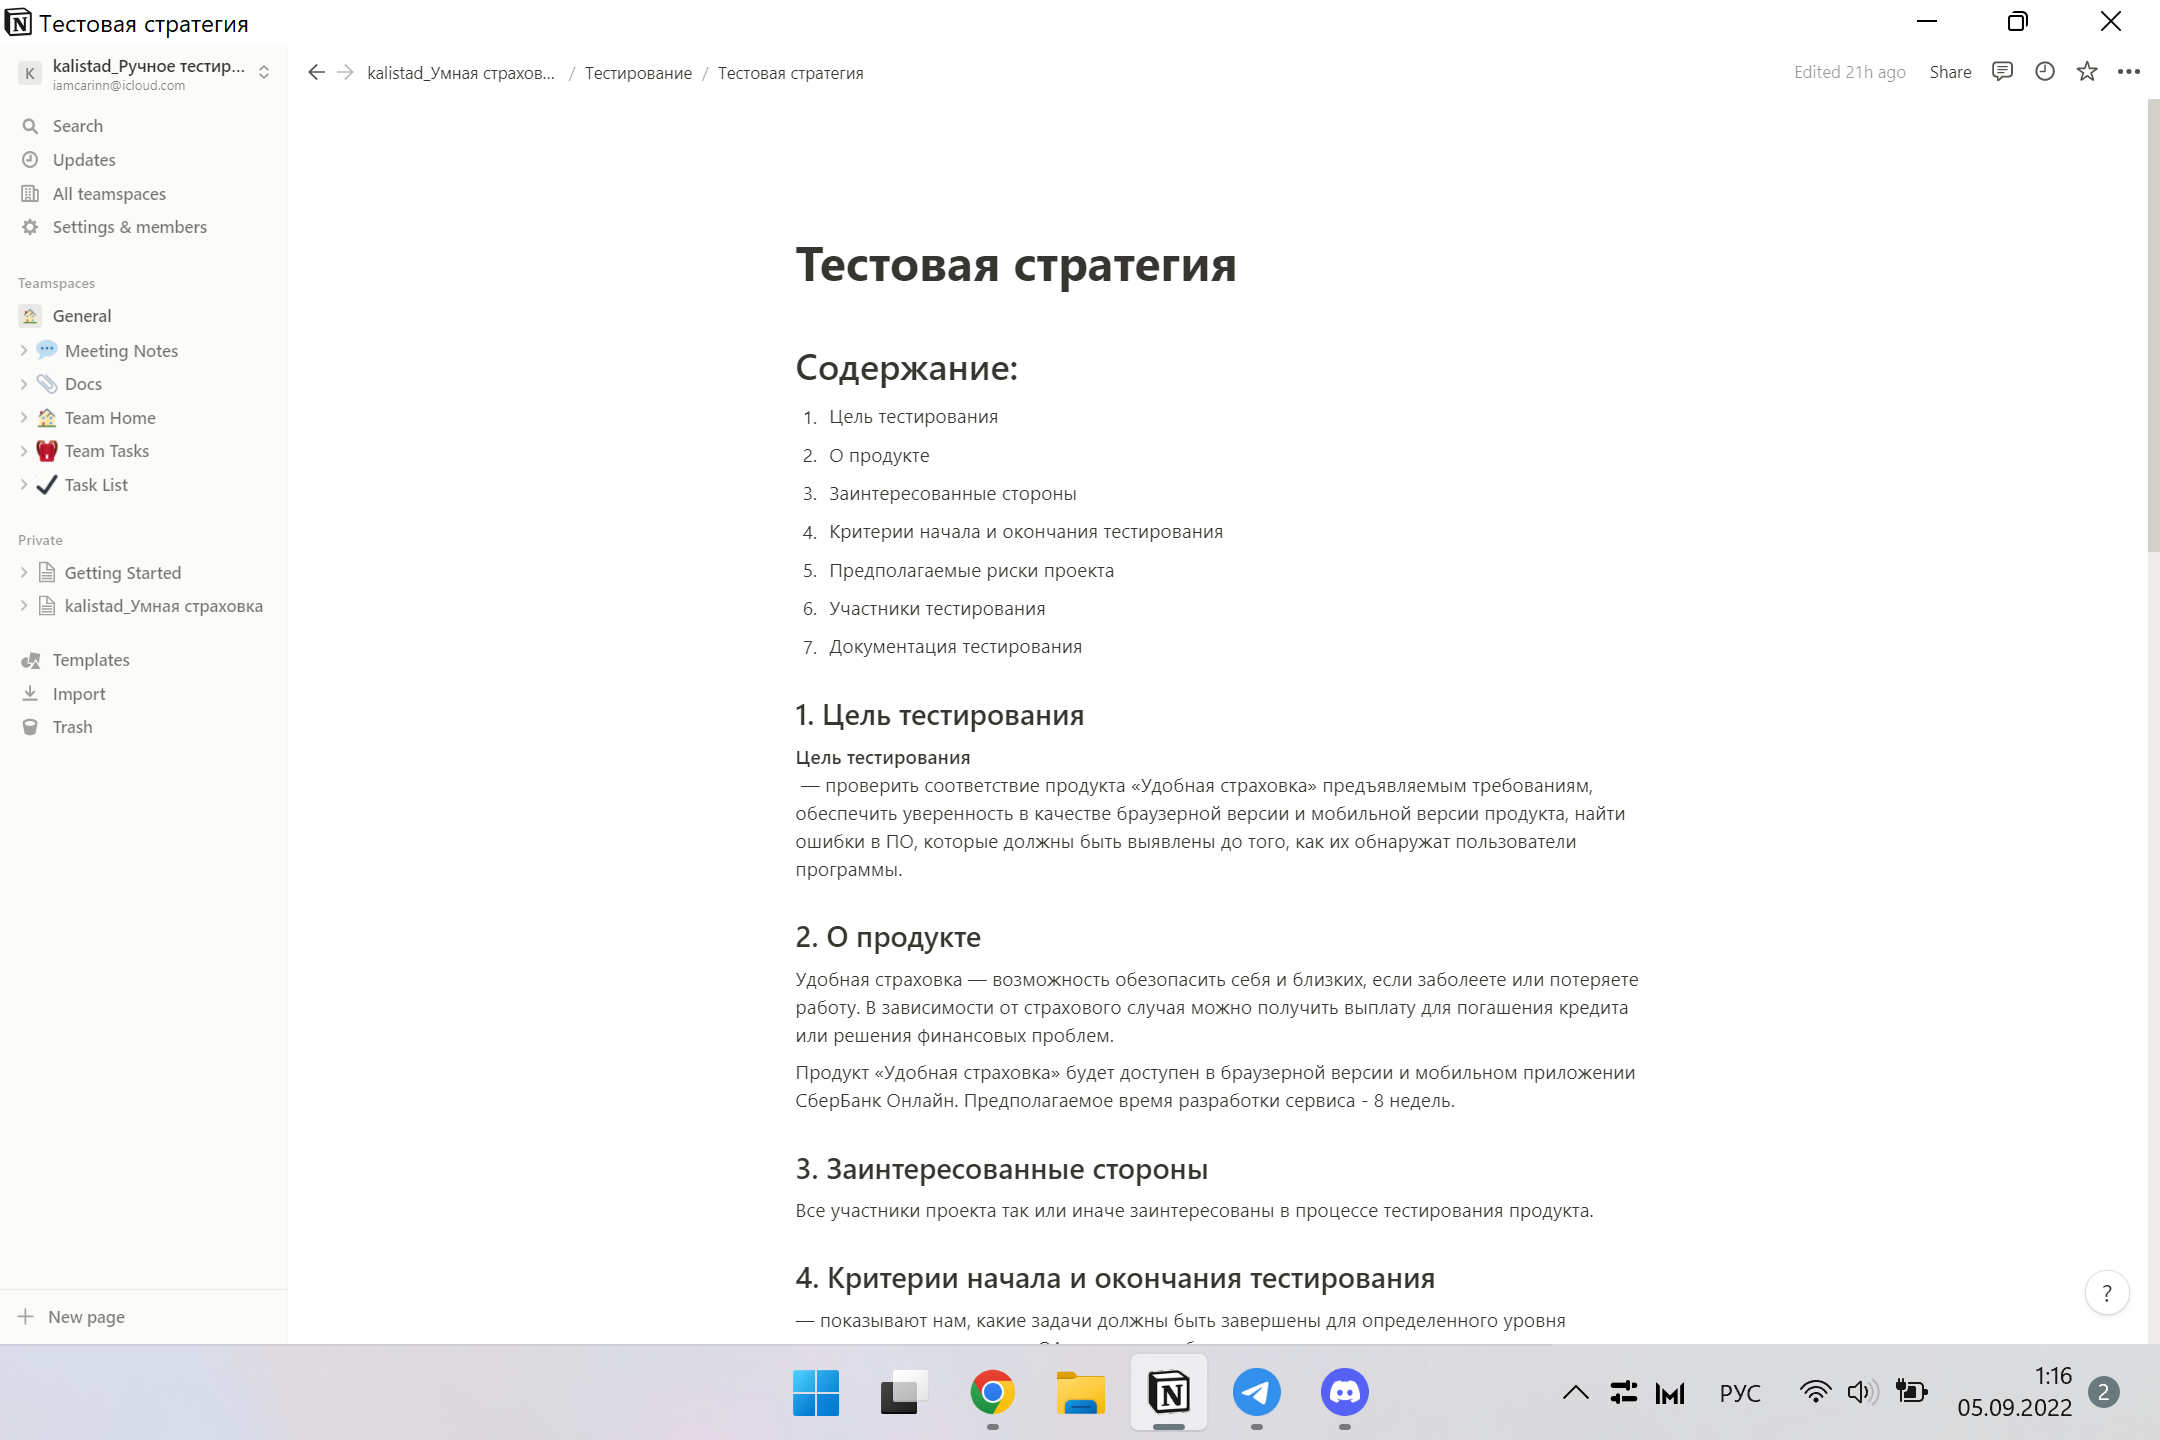 Тестовая стратегия
K
kalistad_Ручное тестир...
iamcarinn@icloud.com
kalistad_Умная страхов... / Тестирование / Тестовая стратегия
Edited 21h ago
Share
Search
Updates
All teamspaces
Settings & members
Teamspaces
General
Meeting Notes
Docs
Team Home
Team Tasks
Task List
Private
Getting Started
kalistad_Умная страховка
Templates
Import
Trash
New page
Тестовая стратегия
Содержание:
1. Цель тестирования
2. О продукте
3. Заинтересованные стороны
4. Критерии начала и окончания тестирования
5. Предполагаемые риски проекта
6. Участники тестирования
7. Документация тестирования
1. Цель тестирования
Цель тестирования
— проверить соответствие продукта «Удобная страховка» предъявляемым требованиям,
обеспечить уверенность в качестве браузерной версии и мобильной версии продукта, найти
ошибки в ПО, которые должны быть выявлены до того, как их обнаружат пользователи
программы.
2. О продукте
Удобная страховка — возможность обезопасить себя и близких, если заболеете или потеряете
работу. В зависимости от страхового случая можно получить выплату для погашения кредита
или решения финансовых проблем.
Продукт «Удобная страховка» будет доступен в браузерной версии и мобильном приложении
СберБанк Онлайн. Предполагаемое время разработки сервиса - 8 недель.
3. Заинтересованные стороны
Все участники проекта так или иначе заинтересованы в процессе тестирования продукта.
4. Критерии начала и окончания тестирования
— показывают нам, какие задачи должны быть завершены для определенного уровня
?
РУС
1:16
05.09.2022
2